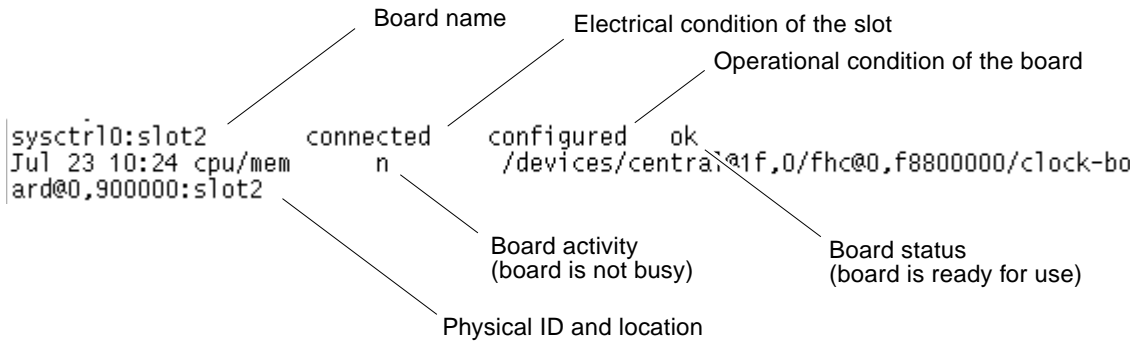 Board name
Electrical condition of the slot
Operational condition of the board
sysctrl0:slot2 connected configured ok
Jul 23 10:24 cpu/mem n /devices/central@1f,0/fhc@0,f8800000/clock-bo
ard@0,900000:slot2
Board activity
(board is not busy)
Board status
(board is ready for use)
Physical ID and location